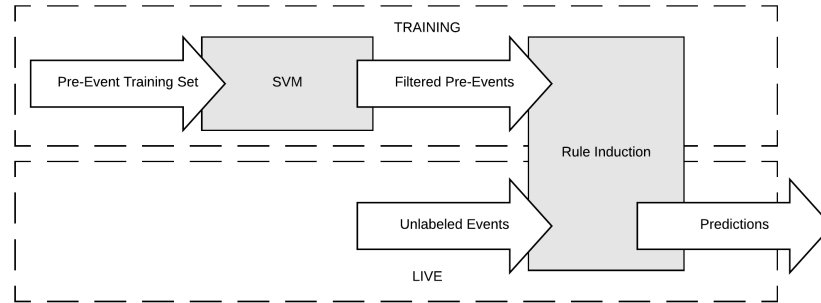 TRAINING
Pre-Event Training Set
SVM
Filtered Pre-Events
Rule Induction
Unlabeled Events
Predictions
LIVE